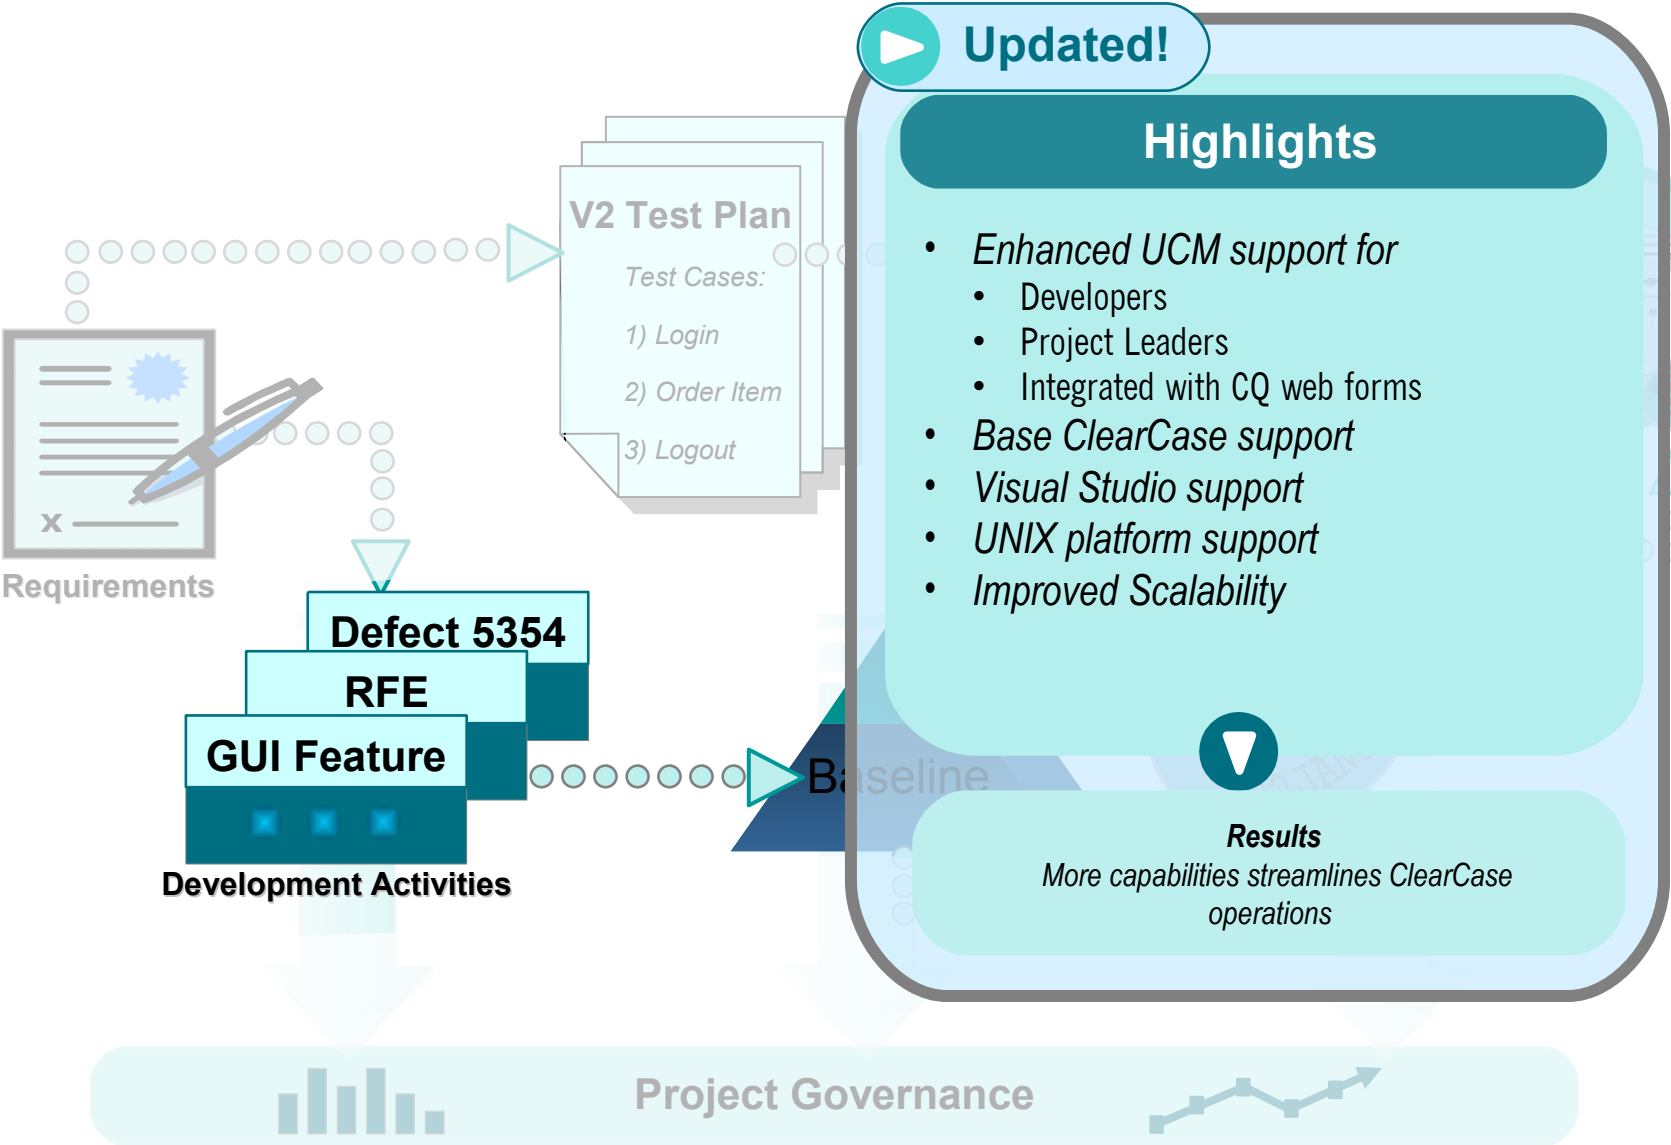 Updated!
Highlights
V2 Test Plan
Test Cases:
1) Login
2) Order Item
3) Logout
• Enhanced UCM support for
• Developers
• Project Leaders
• Integrated with CQ web forms
• Base ClearCase support
• Visual Studio support
• UNIX platform support
• Improved Scalability
x
Requirements
Defect 5354
RFE
GUI Feature
Development Activities
Baseline
Results
More capabilities streamlines ClearCase
operations
Project Governance